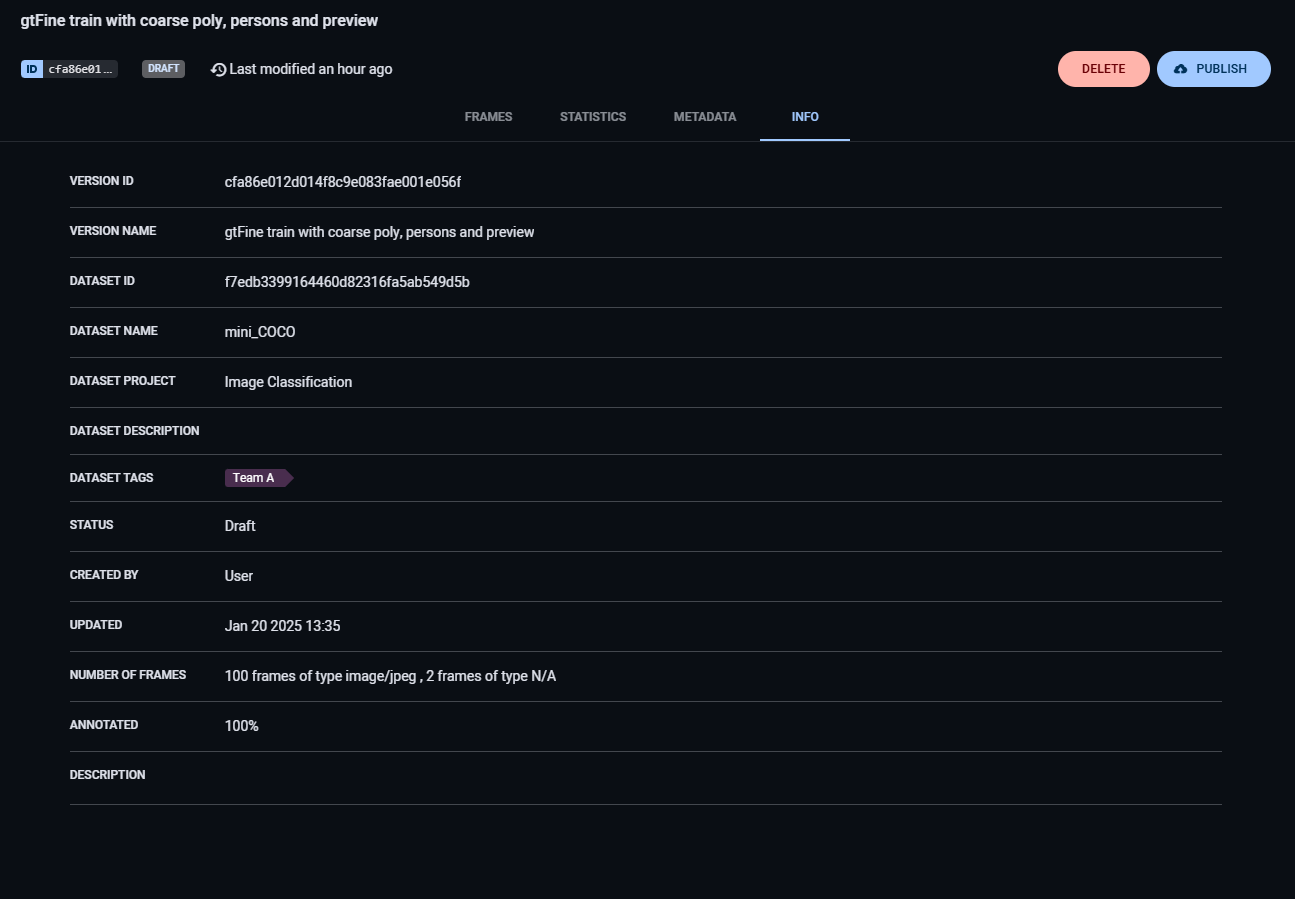 gtFine train with coarse poly, persons and preview
ID cfa86e01... DRAFT Last modified an hour ago DELETE PUBLISH
FRAMES STATISTICS METADATA INFO
VERSION ID cfa86e012d014f8c9e083fae001e056f
VERSION NAME gtFine train with coarse poly, persons and preview
DATASET ID f7edb3399164460d82316fa5ab549d5b
DATASET NAME mini_COCO
DATASET PROJECT Image Classification
DATASET DESCRIPTION
DATASET TAGS Team A
STATUS Draft
CREATED BY User
UPDATED Jan 20 2025 13:35
NUMBER OF FRAMES 100 frames of type image/jpeg , 2 frames of type N/A
ANNOTATED 100%
DESCRIPTION